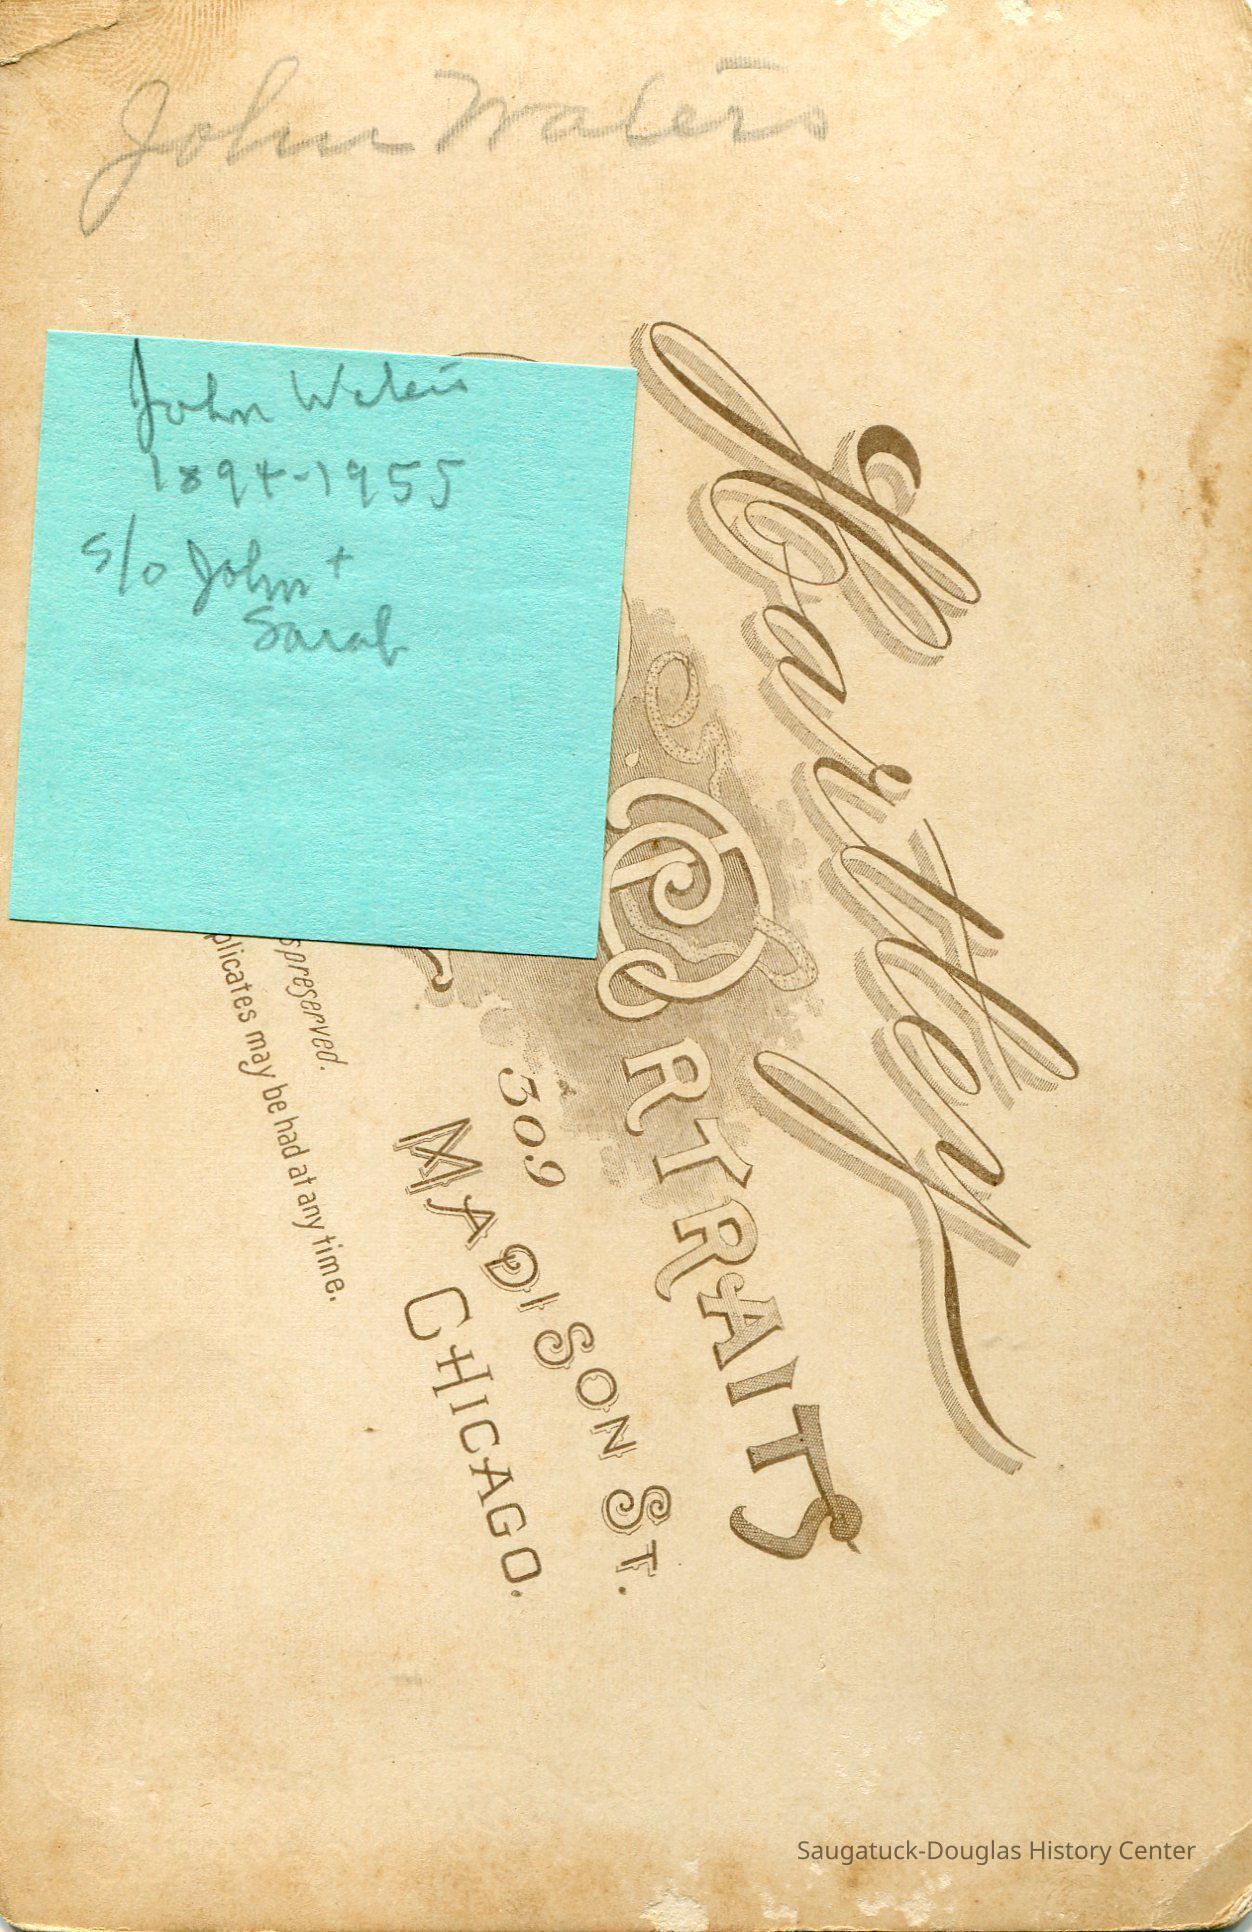 John Waters
John Waters
1894-1955
s/o John +
Sarah
Hartley
PORTRAITS
309
MADISON ST.
CHICAGO.
s preserved.
plicates may be had at any time.
Saugatuck-Douglas History Center